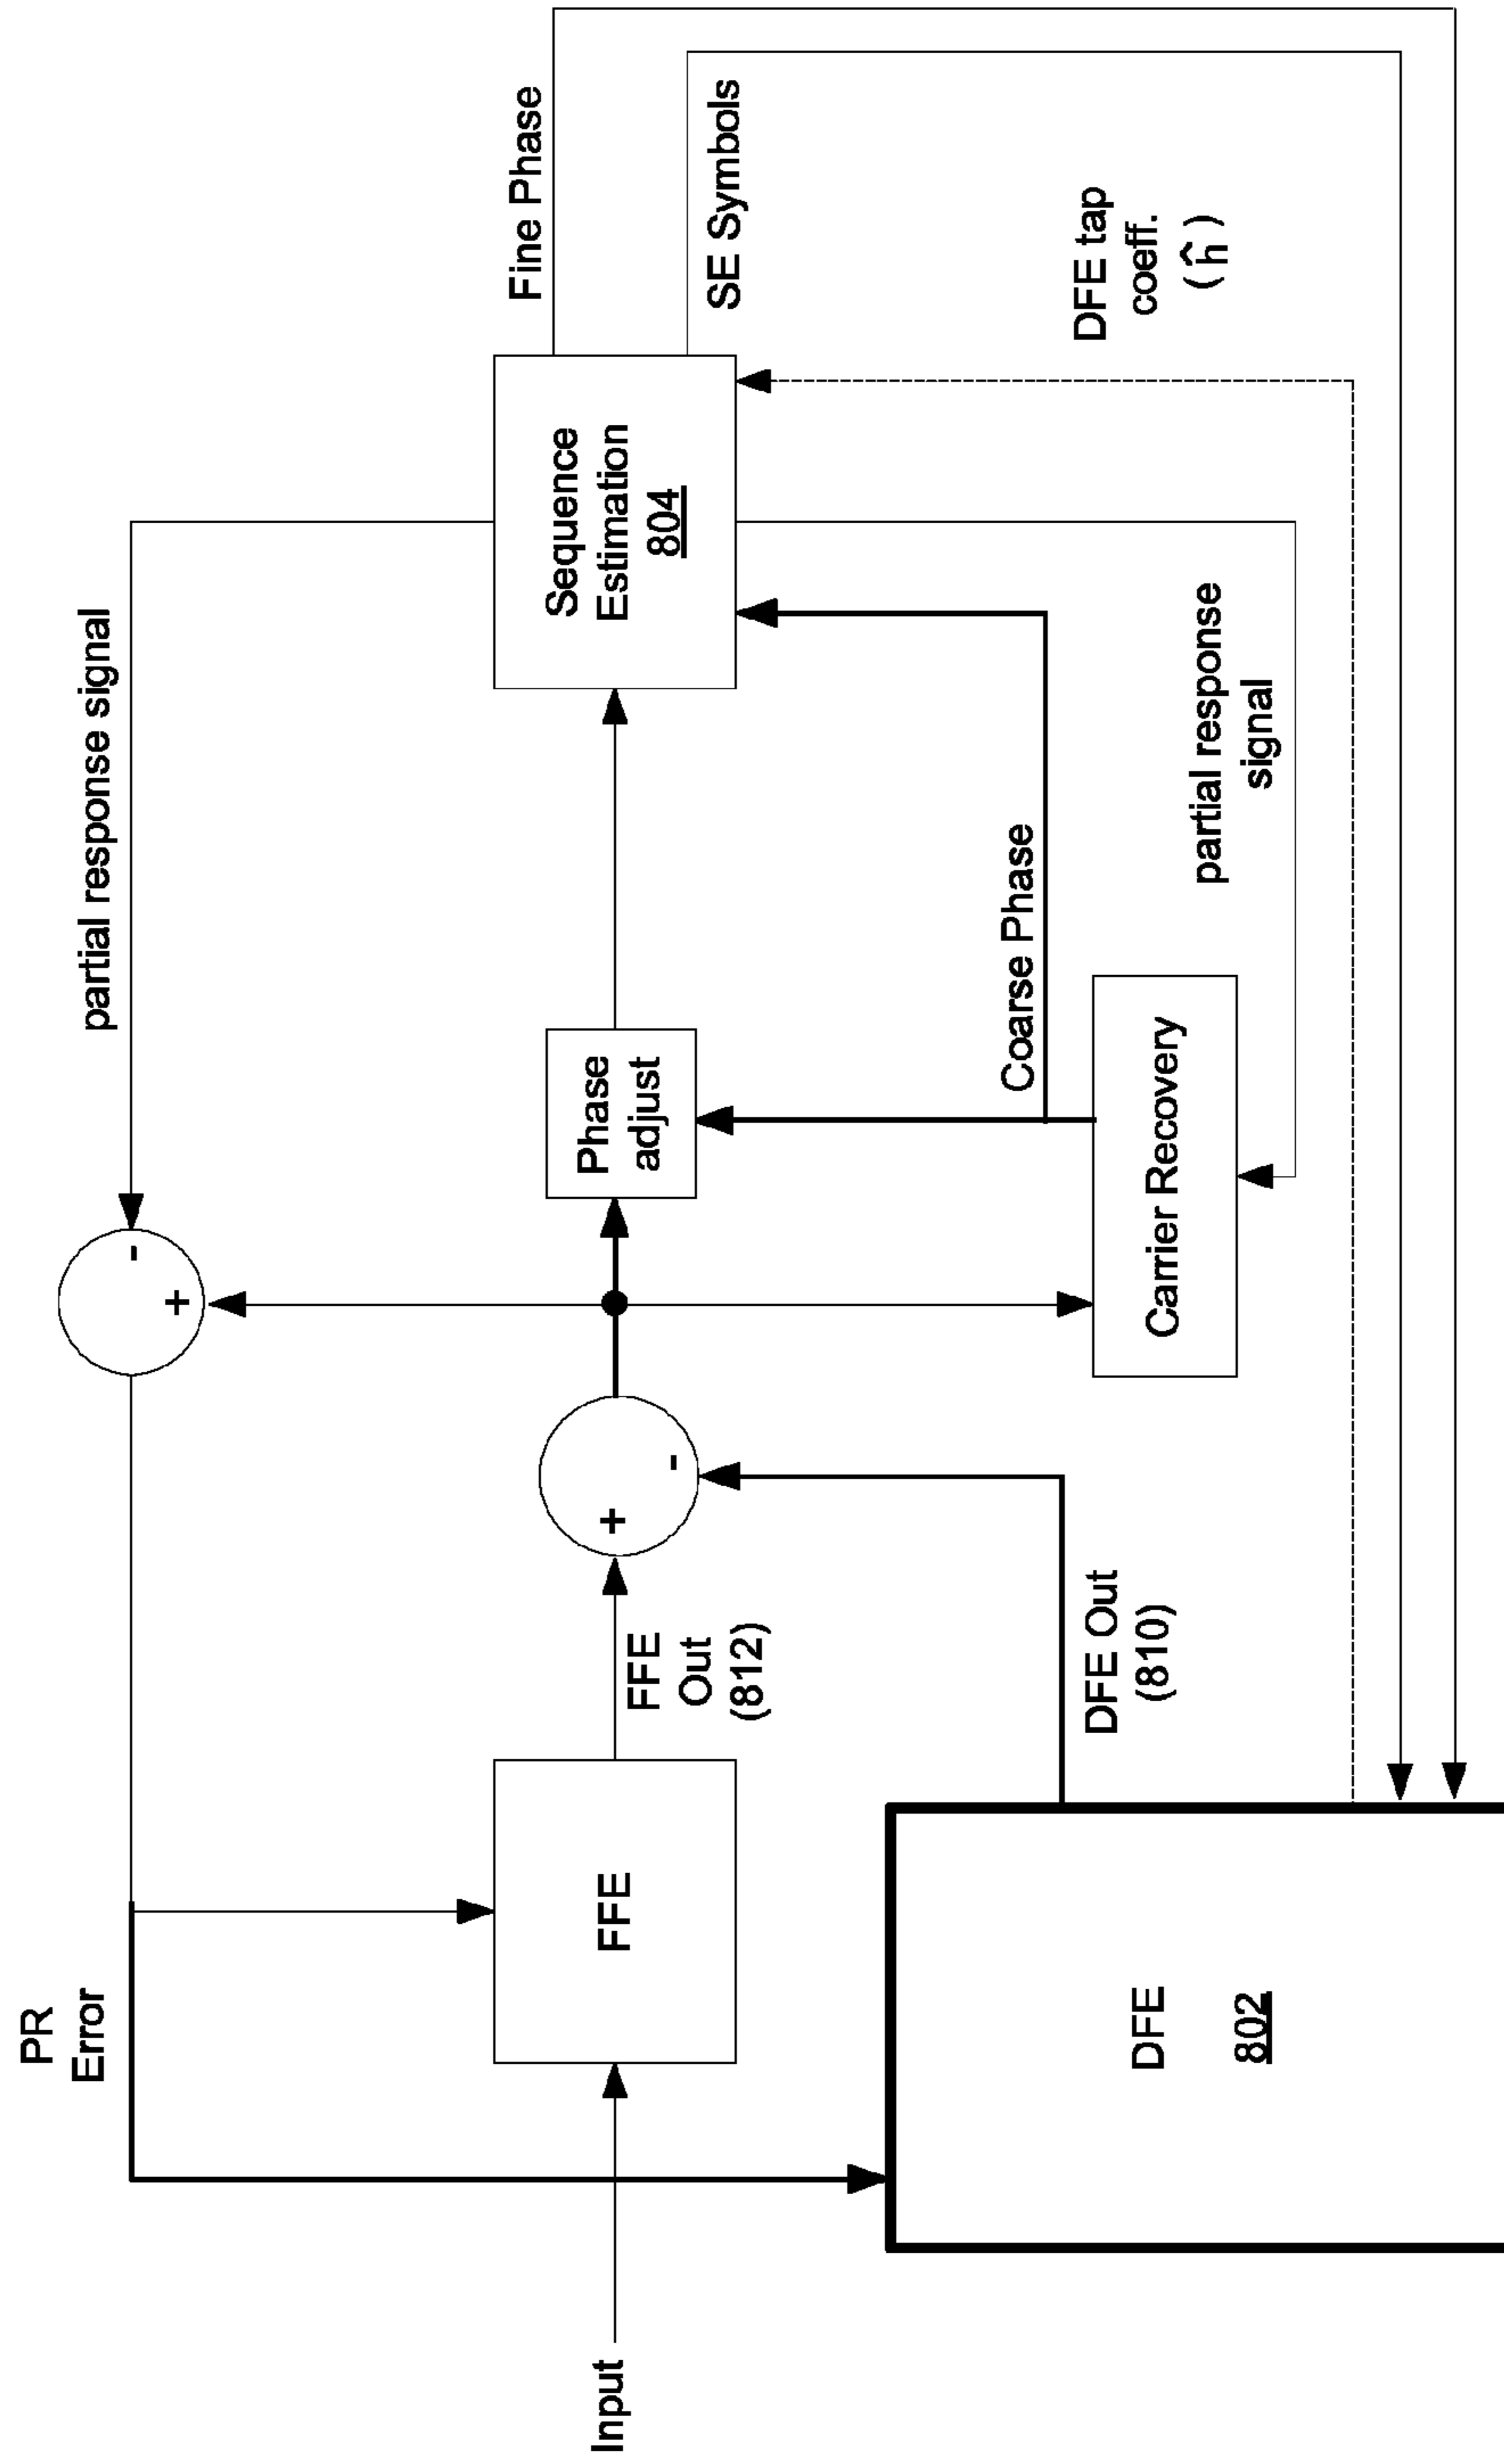 partial response signal
PR
Error
Fine Phase
Input
FFE
FFE
Out
(812)
+
-
+
-
Phase
adjust
Sequence
Estimation
804
SE Symbols
Coarse Phase
DFE Out
(810)
Carrier Recovery
partial response
signal
DFE tap
coeff.
(ĥ)
DFE
802